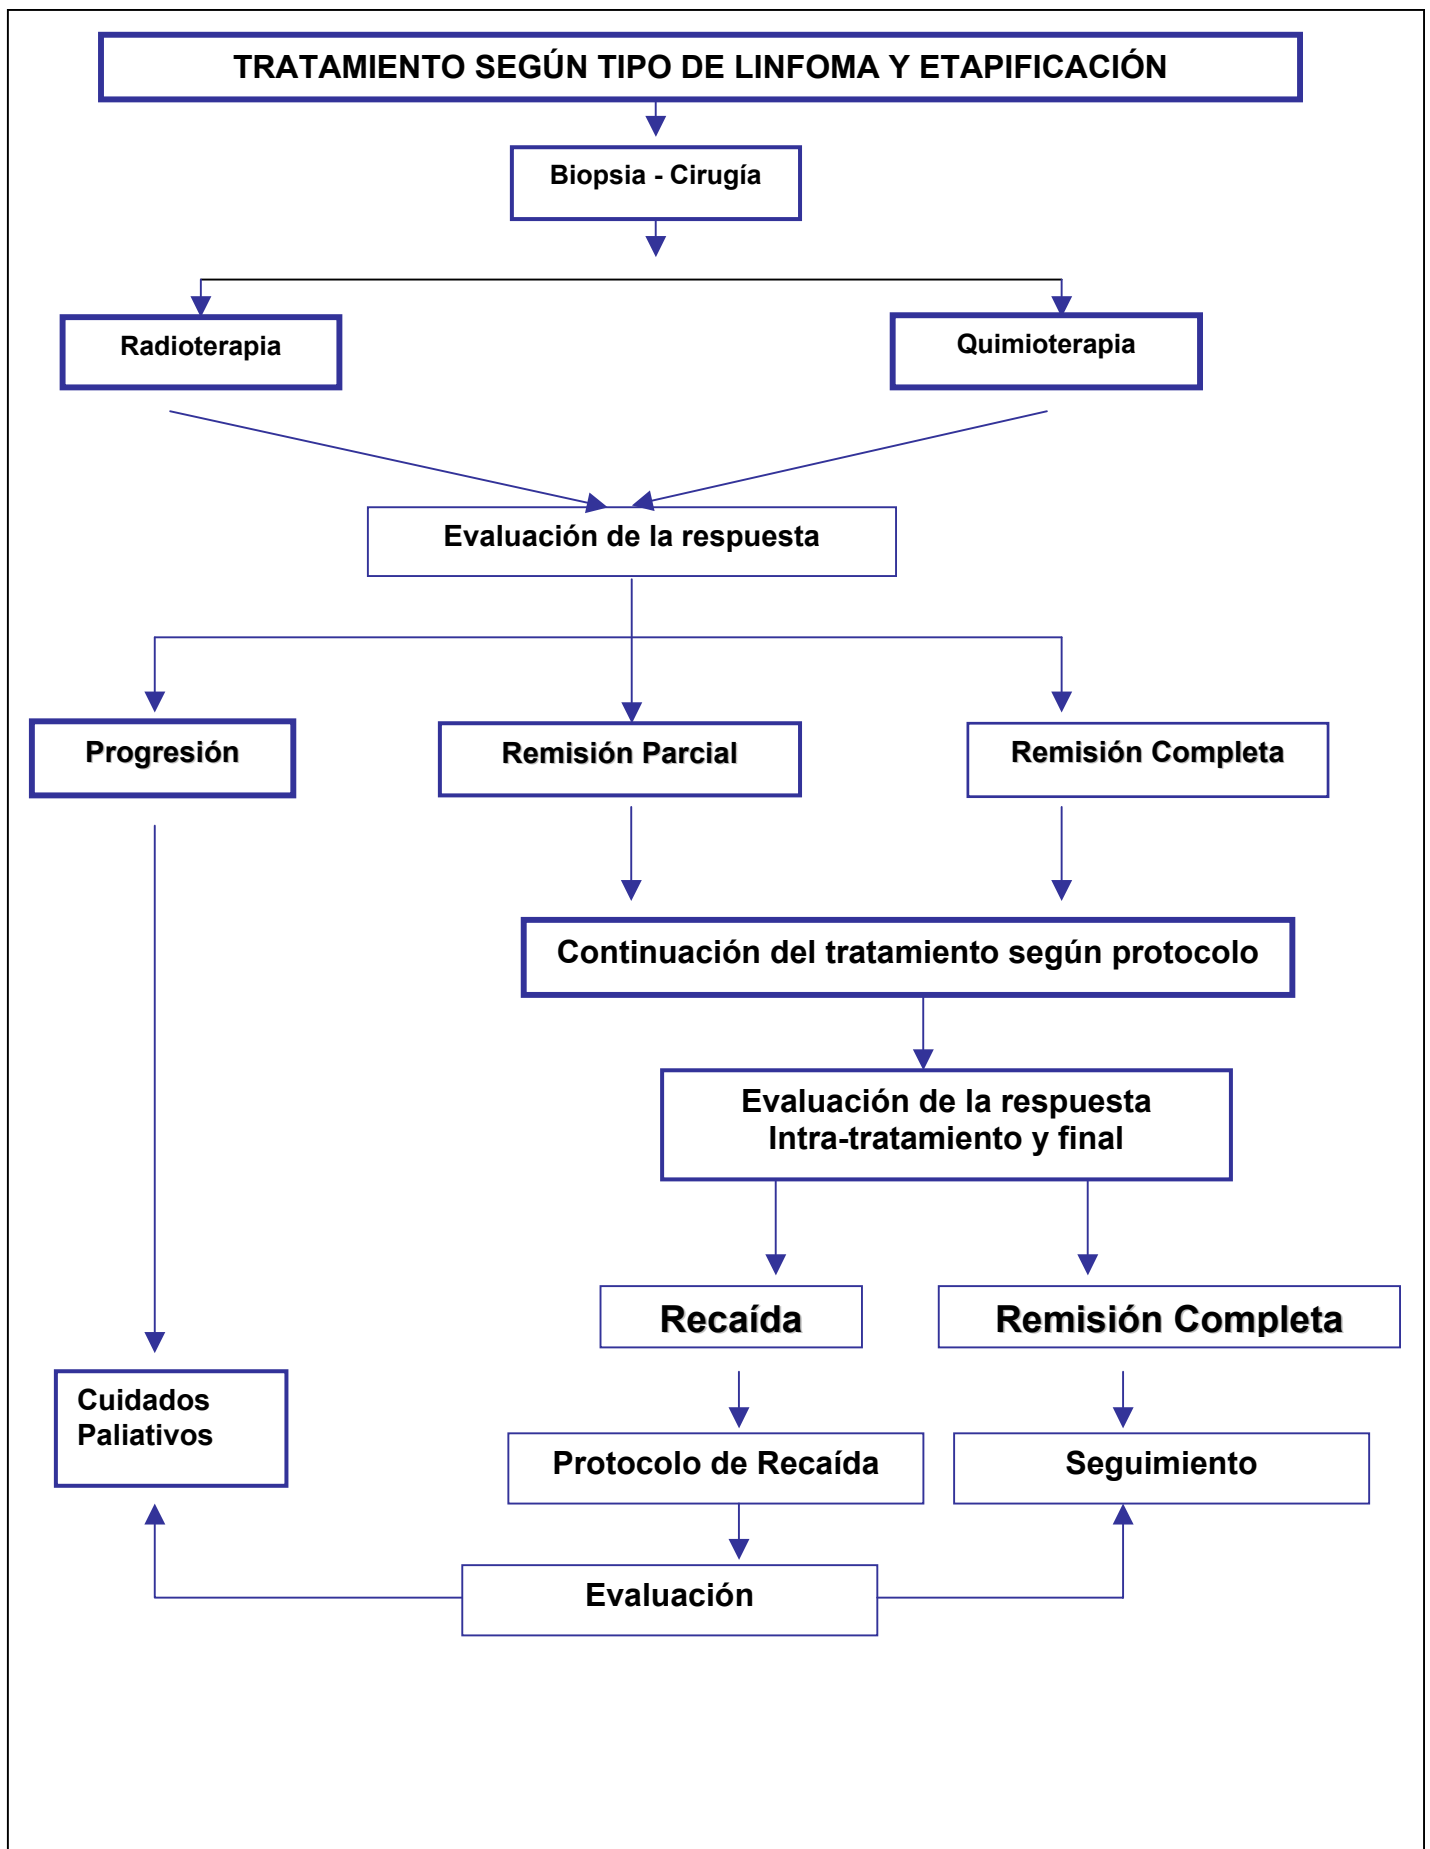 TRATAMIENTO SEGÚN TIPO DE LINFOMA Y ETAPIFICACIÓN
Biopsia - Cirugía
Radioterapia
Quimioterapia
Evaluación de la respuesta
Progresión
Remisión Parcial
Remisión Completa
Continuación del tratamiento según protocolo
Evaluación de la respuesta
Intra-tratamiento y final
Recaída
Remisión Completa
Cuidados
Paliativos
Protocolo de Recaída
Seguimiento
Evaluación